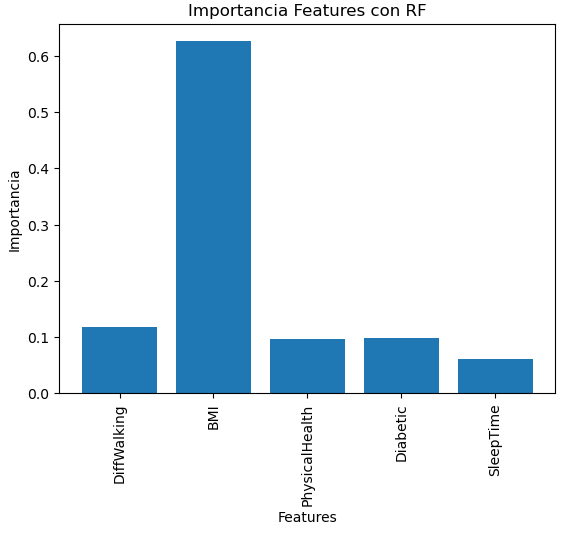 Importancia Features con RF
Importancia
0.6
0.5
0.4
0.3
0.2
0.1
0.0
DiffWalking
BMI
PhysicalHealth
Diabetic
SleepTime
Features